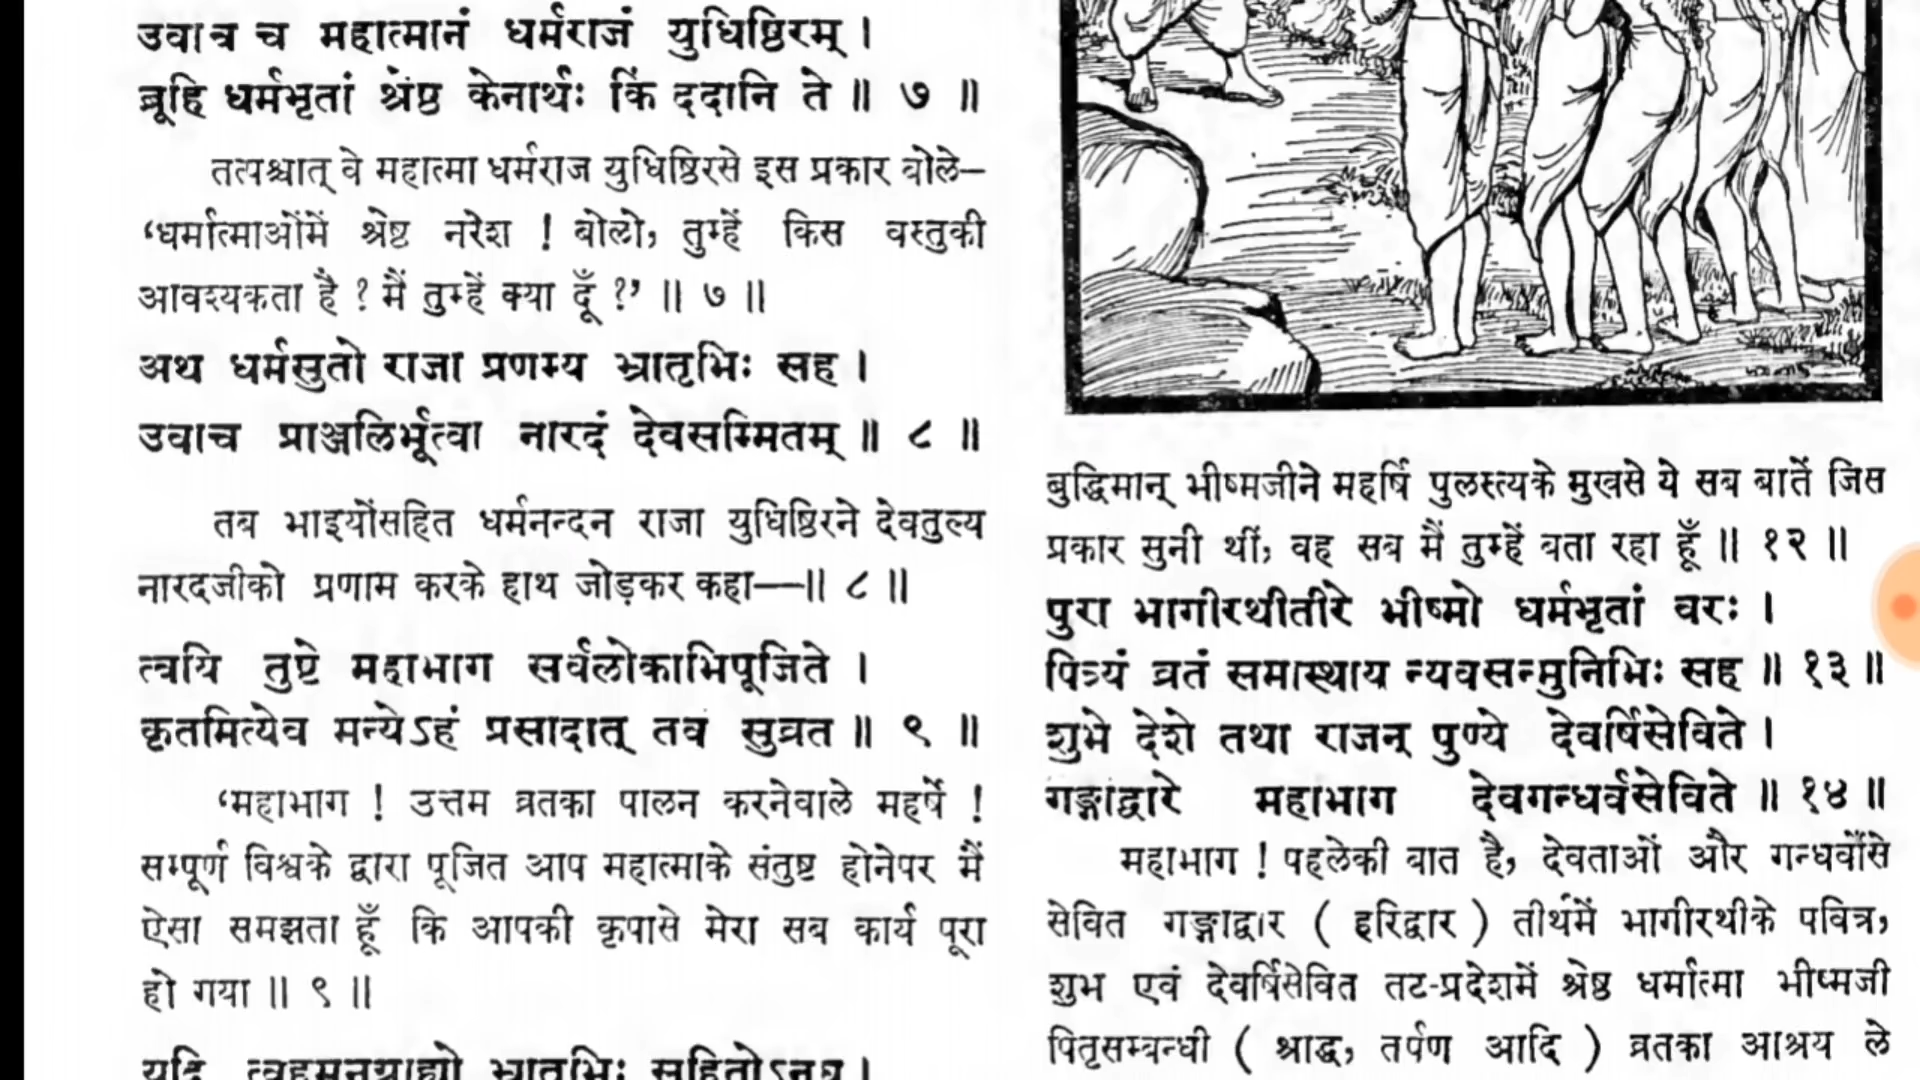 उवाच च महात्मानं धर्मराजं युधिष्ठिरम् ।
ब्रूहि धर्मभृतां श्रेष्ठ केनार्थः किं ददानि ते ॥ ७ ॥
तत्पश्चात् वे महात्मा धर्मराज युधिष्ठिरसे इस प्रकार बोले—
‘धर्मात्माओंमें श्रेष्ठ नरेश ! बोलो, तुम्हें किस वस्तुकी
आवश्यकता है ? मैं तुम्हें क्या दूँ ?’ ॥ ७ ॥
अथ धर्मसुतो राजा प्रणम्य भ्रातृभिः सह ।
उवाच प्राञ्जलिर्भूत्वा नारदं देवसम्मितम् ॥ ८ ॥
तब भाइयोंसहित धर्मनन्दन राजा युधिष्ठिरने देवतुल्य
नारदजीको प्रणाम करके हाथ जोड़कर कहा—॥ ८ ॥
त्वयि तुष्टे महाभाग सर्वलोकाभिपूजिते ।
कृतमित्येव मन्येऽहं प्रसादात् तव सुव्रत ॥ ९ ॥
‘महाभाग ! उत्तम व्रतका पालन करनेवाले महर्षे !
सम्पूर्ण विश्वके द्वारा पूजित आप महात्माके संतुष्ट होनेपर मैं
ऐसा समझता हूँ कि आपकी कृपासे मेरा सब कार्य पूरा
हो गया ॥ ९ ॥
यदि त्वहमनुग्राह्यो भ्रातृभिः सहितोऽनघ ।
बुद्धिमान् भीष्मजीने महर्षि पुलस्त्यके मुखसे ये सब बातें जिस
प्रकार सुनी थीं, वह सब मैं तुम्हें बता रहा हूँ ॥ १२ ॥
पुरा भागीरथीतीरे भीष्मो धर्मभृतां वरः ।
पित्र्यं व्रतं समास्थाय न्यवसन्मुनिभिः सह ॥ १३ ॥
शुभे देशे तथा राजन् पुण्ये देवर्षिसेविते ।
गङ्गाद्वारे महाभाग देवगन्धर्वसेविते ॥ १४ ॥
महाभाग ! पहलेकी बात है, देवताओं और गन्धर्वोंसे
सेवित गङ्गाद्वार ( हरिद्वार ) तीर्थमें भागीरथीके पवित्र,
शुभ एवं देवर्षिसेवित तट-प्रदेशमें श्रेष्ठ धर्मात्मा भीष्मजी
पितृसम्बन्धी ( श्राद्ध, तर्पण आदि ) व्रतका आश्रय ले